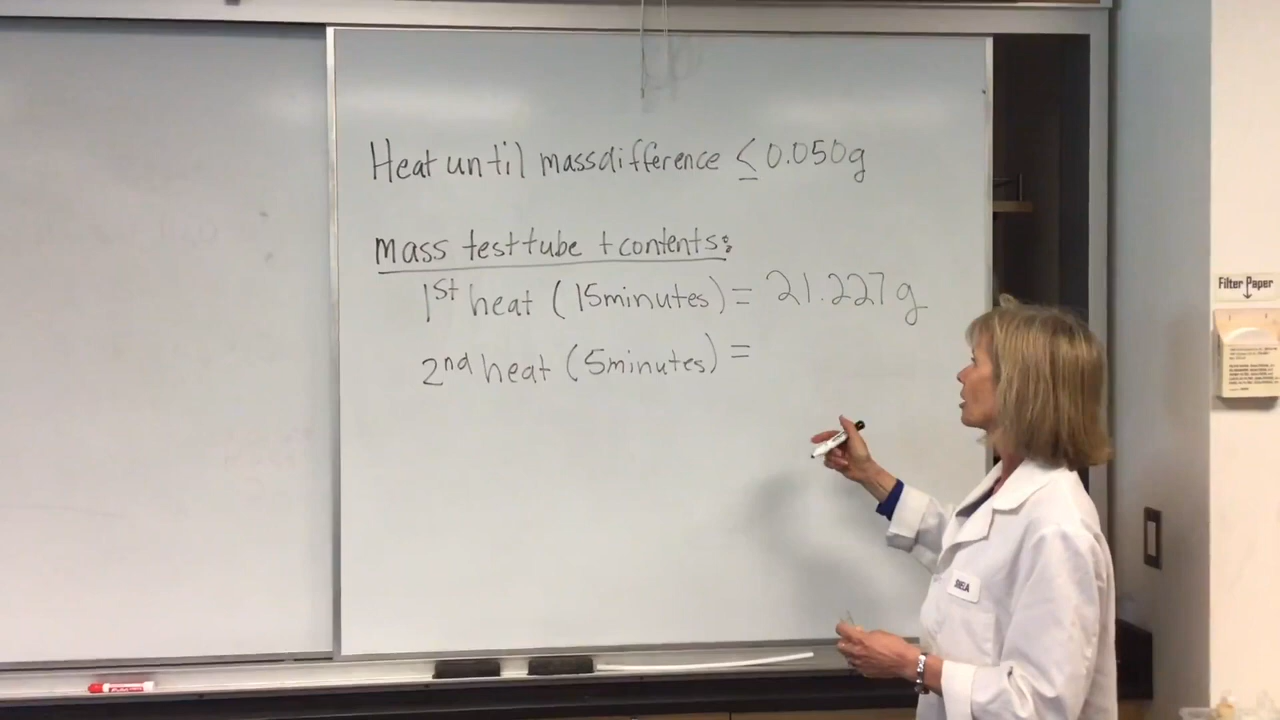 Heat until mass difference ≤ 0.050g
Mass test tube + contents:
1st heat (15 minutes) = 21.227 g
2nd heat (5 minutes) =
Filter Paper